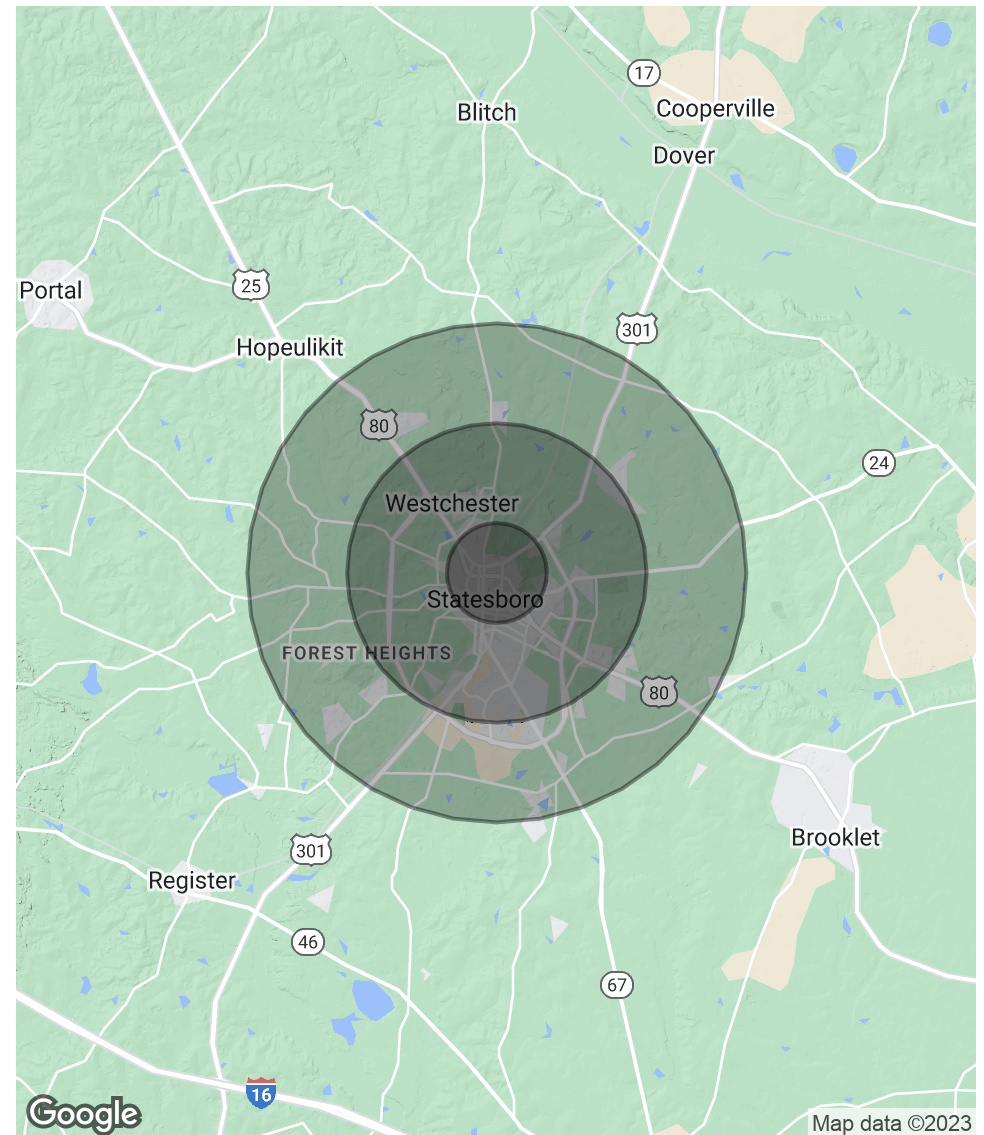 17
Cooperville
Blitch
Dover
25
Portal
301
Hopeulikit
80
24
Westchester
Statesboro
FOREST HEIGHTS
80
Brooklet
301
Register
46
67
16
Google
Map data ©2023